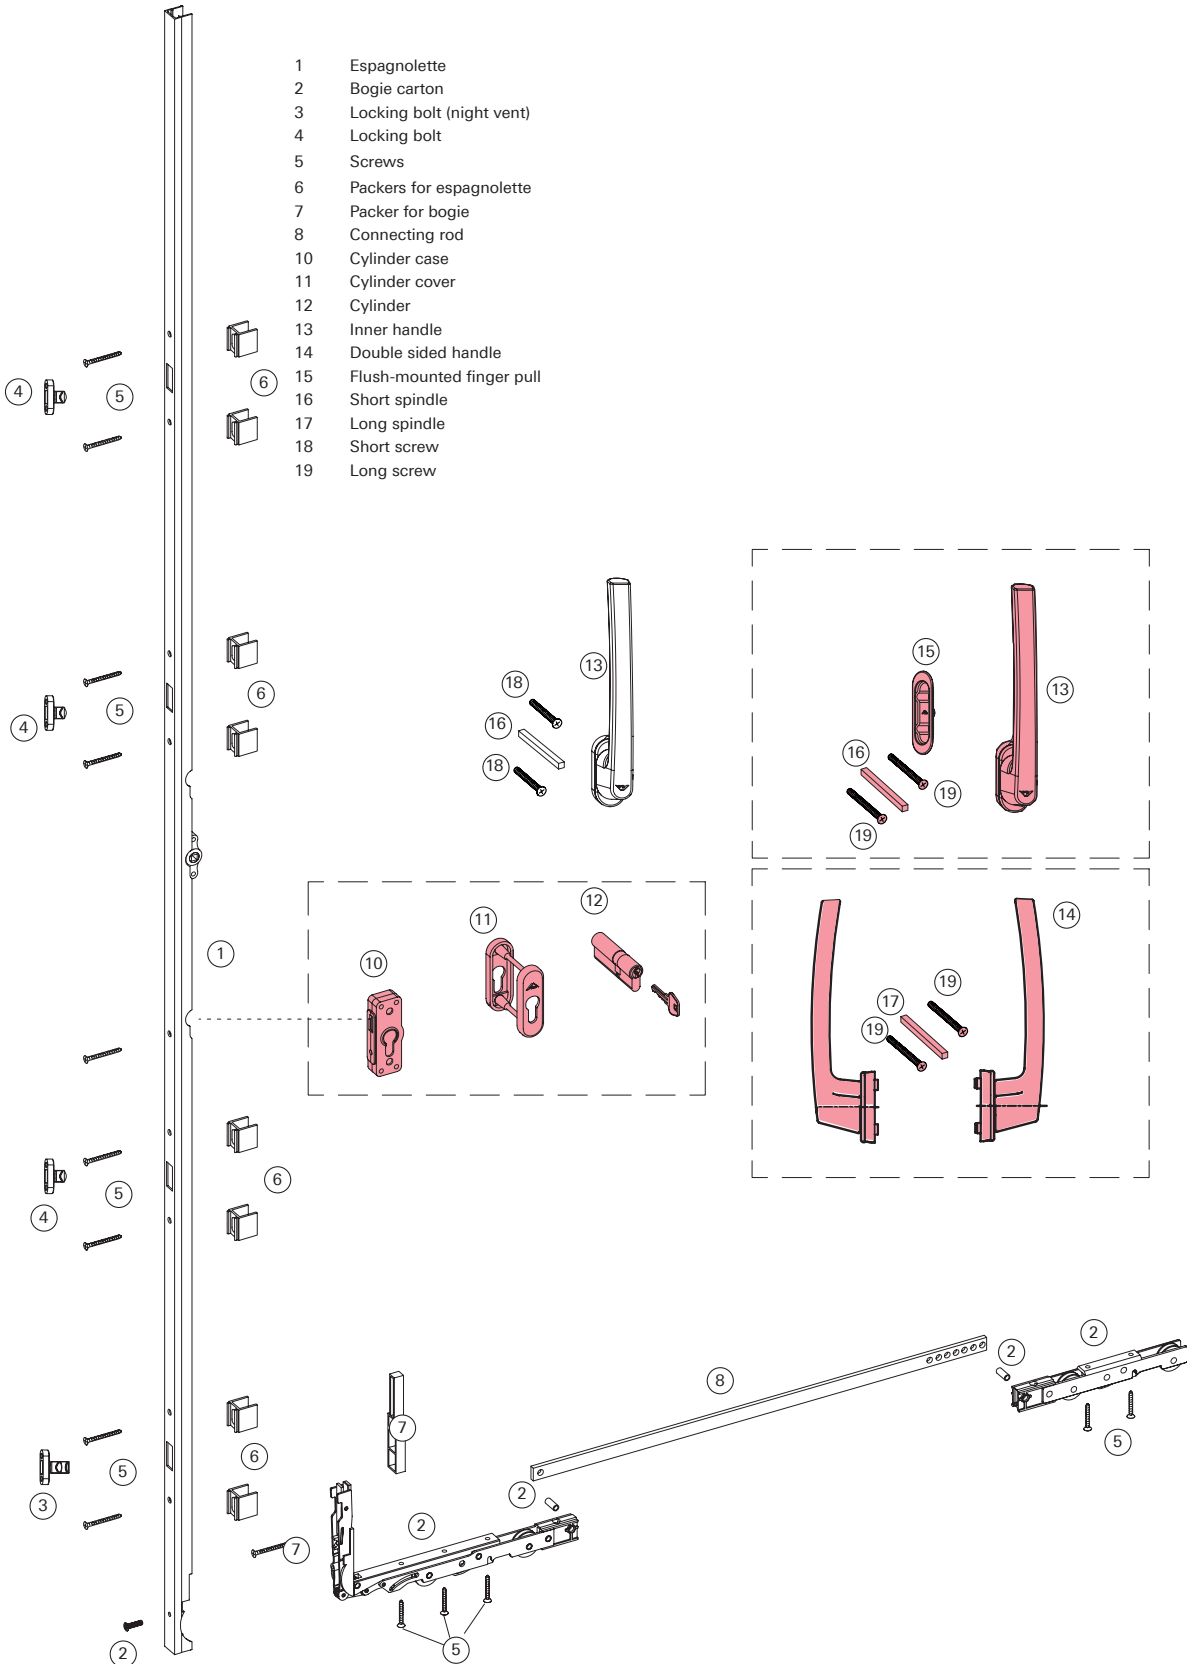 1 Espagnolette
2 Bogie carton
3 Locking bolt (night vent)
4 Locking bolt
5 Screws
6 Packers for espagnolette
7 Packer for bogie
8 Connecting rod
10 Cylinder case
11 Cylinder cover
12 Cylinder
13 Inner handle
14 Double sided handle
15 Flush-mounted finger pull
16 Short spindle
17 Long spindle
18 Short screw
19 Long screw
4
5
6
4
5
6
18
13
16
18
15
13
16
19
19
12
11
10
1
14
19
17
19
4
5
6
2
2
8
7
5
3
5
6
2
2
7
5
2